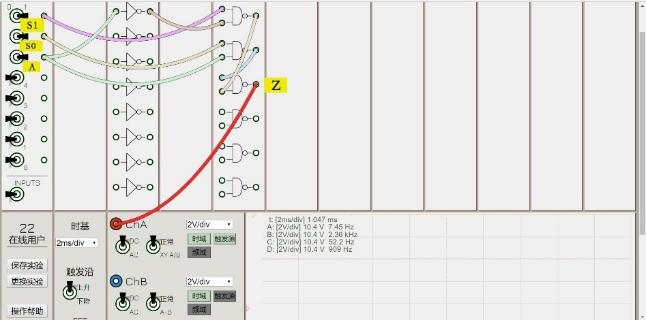 0 1
S1
S0
A
Z
INPUTS
22
在线用户
保存实验
更换实验
操作帮助
时基
2ms/div
触发沿
上升
下降
ChA
2V/div
DC
AC
正常
XY A/B
时域
触发源
频域
ChB
2V/div
DC
AC
正常
A-B
时域
触发源
频域
t: [2ms/div] 1.047 ms
A: [2V/div] 10.4 V 7.45 Hz
B: [2V/div] 10.4 V 2.36 kHz
C: [2V/div] 10.4 V 52.2 Hz
D: [2V/div] 10.4 V 909 Hz